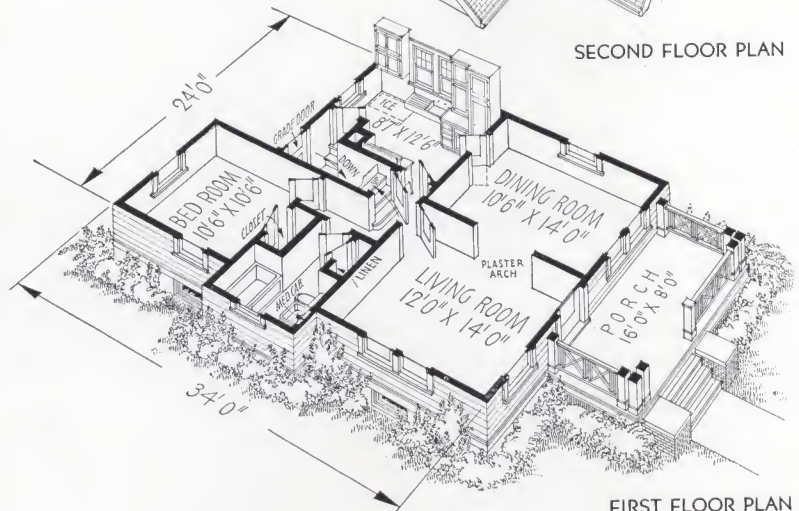 SECOND FLOOR PLAN
24'0"
GRADE DOOR
ICE
8'7" X 12'6"
DOWN
BED ROOM
10'6" X 10'6"
CLOSET
DINING ROOM
10'6" X 14'0"
PLASTER
ARCH
LINEN
MED. CAB.
LIVING ROOM
12'0" X 14'0"
PORCH
16'0" X 8'0"
34'0"
FIRST FLOOR PLAN